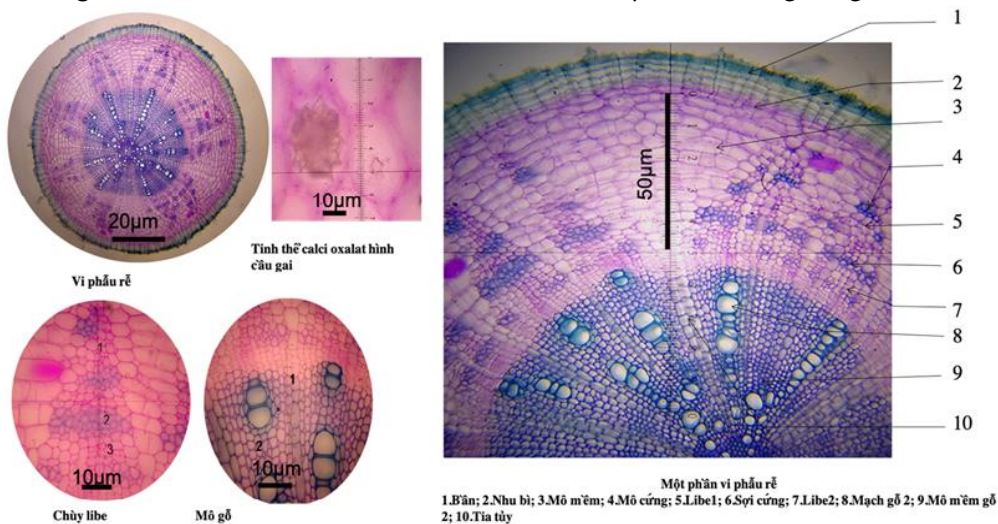 20µm
Vi phẫu rễ
10µm
Tinh thể calci oxalat hình
cầu gai
1
2
3
10µm
Chùy libe
1
2
10µm
Mô gỗ
50µm
1
2
3
4
5
6
7
8
9
10
Một phần vi phẫu rễ
1.Bần; 2.Nhu bì; 3.Mô mềm; 4.Mô cứng; 5.Libe1; 6.Sợi cứng; 7.Libe2; 8.Mạch gỗ 2; 9.Mô mềm gỗ
2; 10.Tia tủy